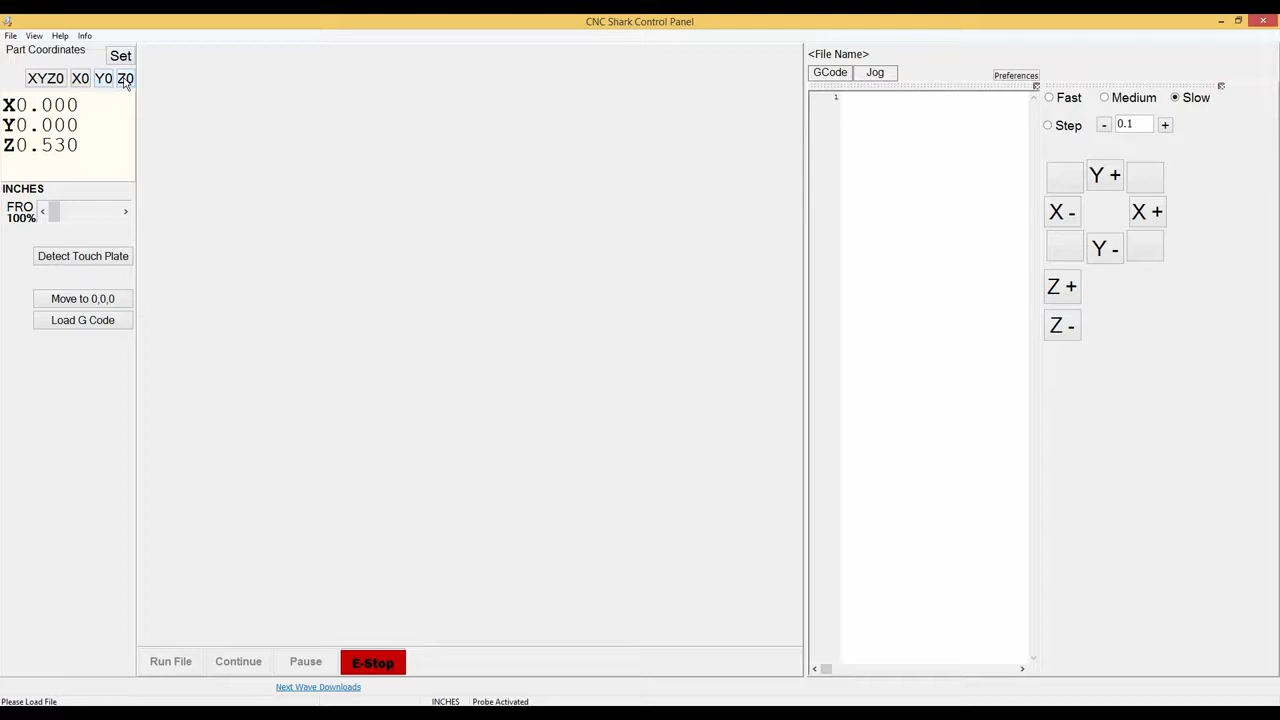 CNC Shark Control Panel
File View Help Info
Part Coordinates
Set
XYZ0 X0 Y0 Z0
X0.000
Y0.000
Z0.530
INCHES
FRO
100%
Detect Touch Plate
Move to 0,0,0
Load G Code
<File Name>
GCode Jog
Preferences
1
Fast Medium Slow
Step - 0.1 +
Y +
X - X +
Y -
Z +
Z -
Run File Continue Pause E-Stop
Next Wave Downloads
Please Load File INCHES Probe Activated